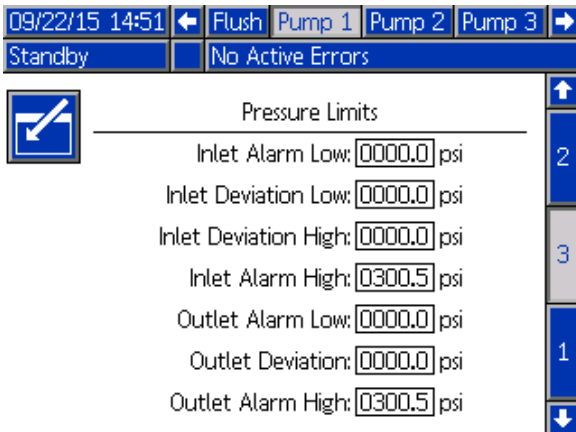 09/22/15 14:51 Flush Pump 1 Pump 2 Pump 3
Standby No Active Errors
Pressure Limits
Inlet Alarm Low: 0000.0 psi
2
Inlet Deviation Low: 0000.0 psi
Inlet Deviation High: 0000.0 psi
3
Inlet Alarm High: 0300.5 psi
Outlet Alarm Low: 0000.0 psi
1
Outlet Deviation: 0000.0 psi
Outlet Alarm High: 0300.5 psi